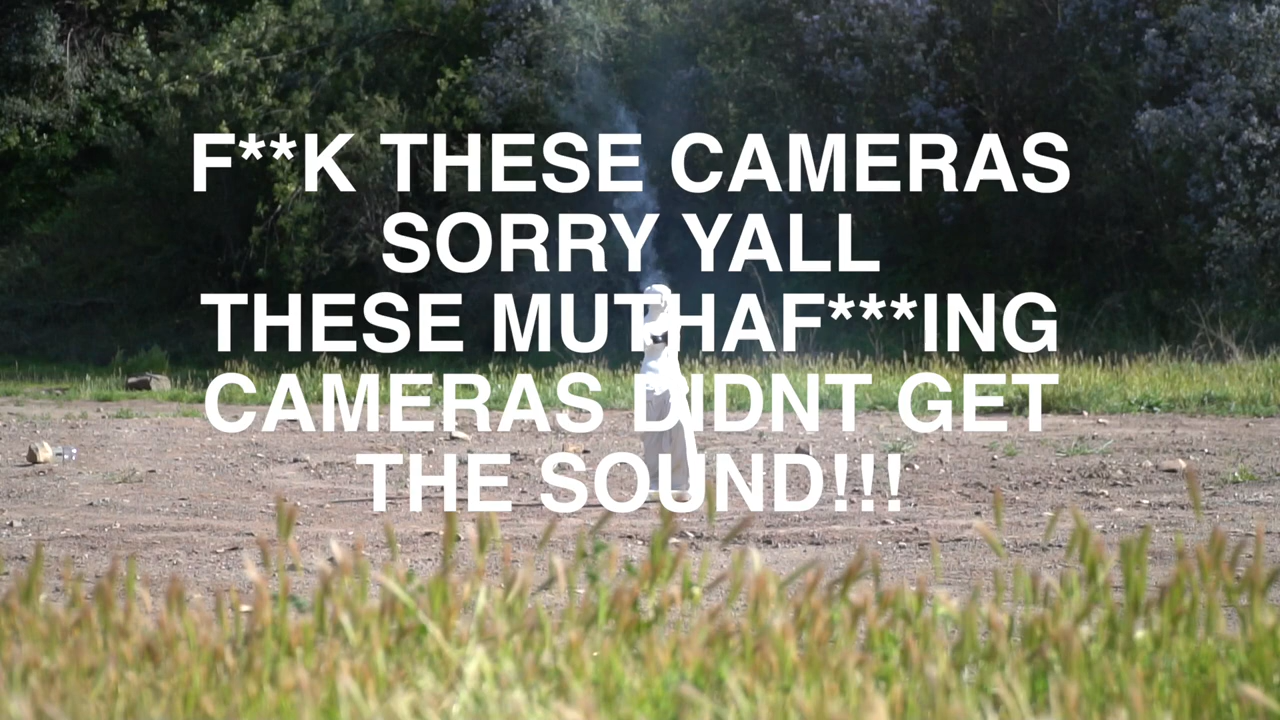 F**K THESE CAMERAS
SORRY YALL
THESE MUTHAF***ING
CAMERAS DIDNT GET
THE SOUND!!!